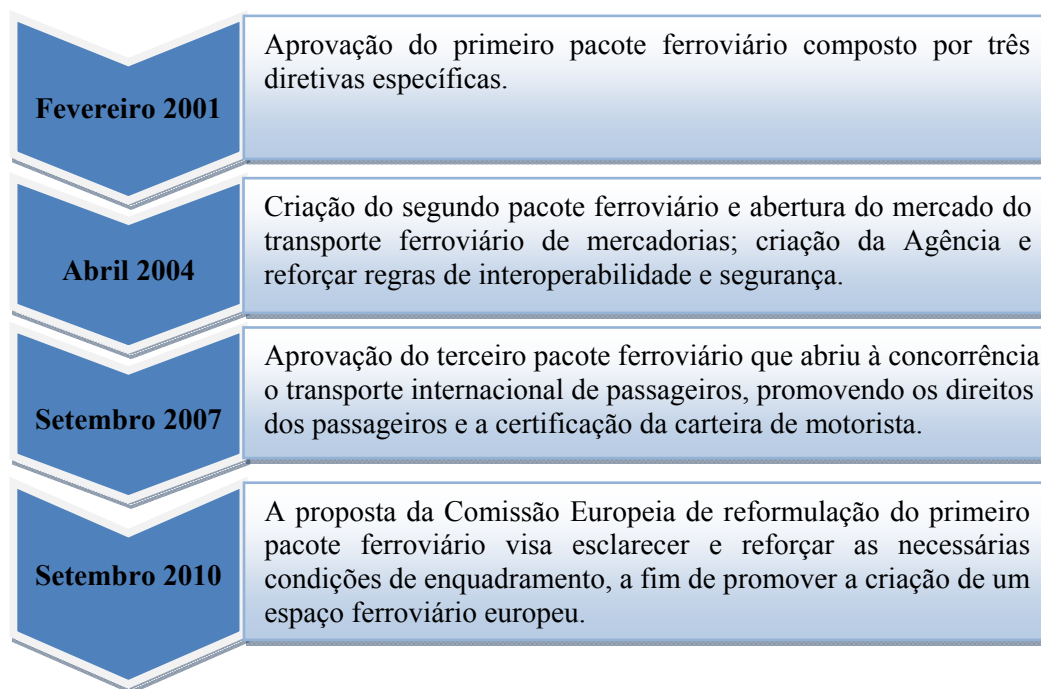 Fevereiro 2001
Aprovação do primeiro pacote ferroviário composto por três
diretivas específicas.
Abril 2004
Criação do segundo pacote ferroviário e abertura do mercado do
transporte ferroviário de mercadorias; criação da Agência e
reforçar regras de interoperabilidade e segurança.
Setembro 2007
Aprovação do terceiro pacote ferroviário que abriu à concorrência
o transporte internacional de passageiros, promovendo os direitos
dos passageiros e a certificação da carteira de motorista.
Setembro 2010
A proposta da Comissão Europeia de reformulação do primeiro
pacote ferroviário visa esclarecer e reforçar as necessárias
condições de enquadramento, a fim de promover a criação de um
espaço ferroviário europeu.